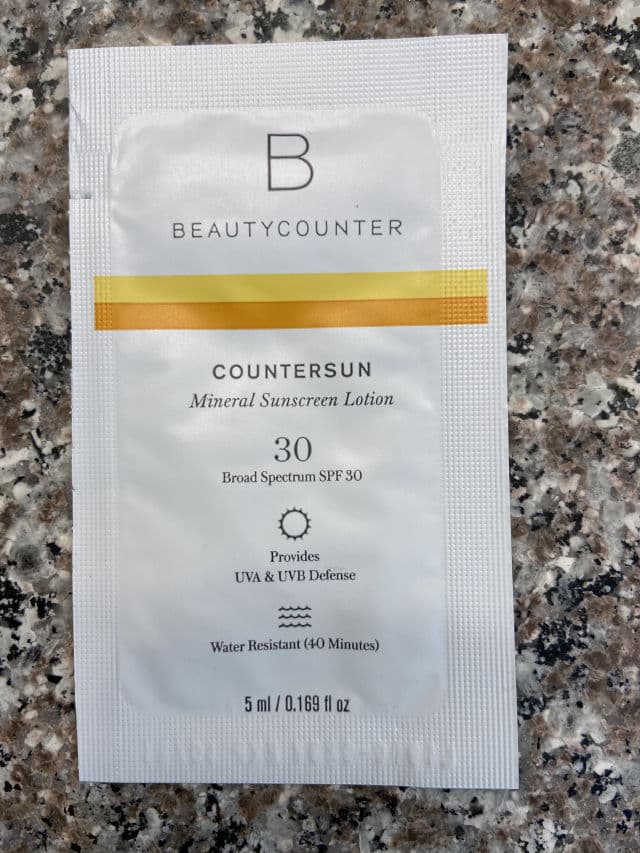 B
BEAUTYCOUNTER
COUNTERSUN
Mineral Sunscreen Lotion
30
Broad Spectrum SPF 30
Provides
UVA & UVB Defense
Water Resistant (40 Minutes)
5 ml / 0.169 fl oz